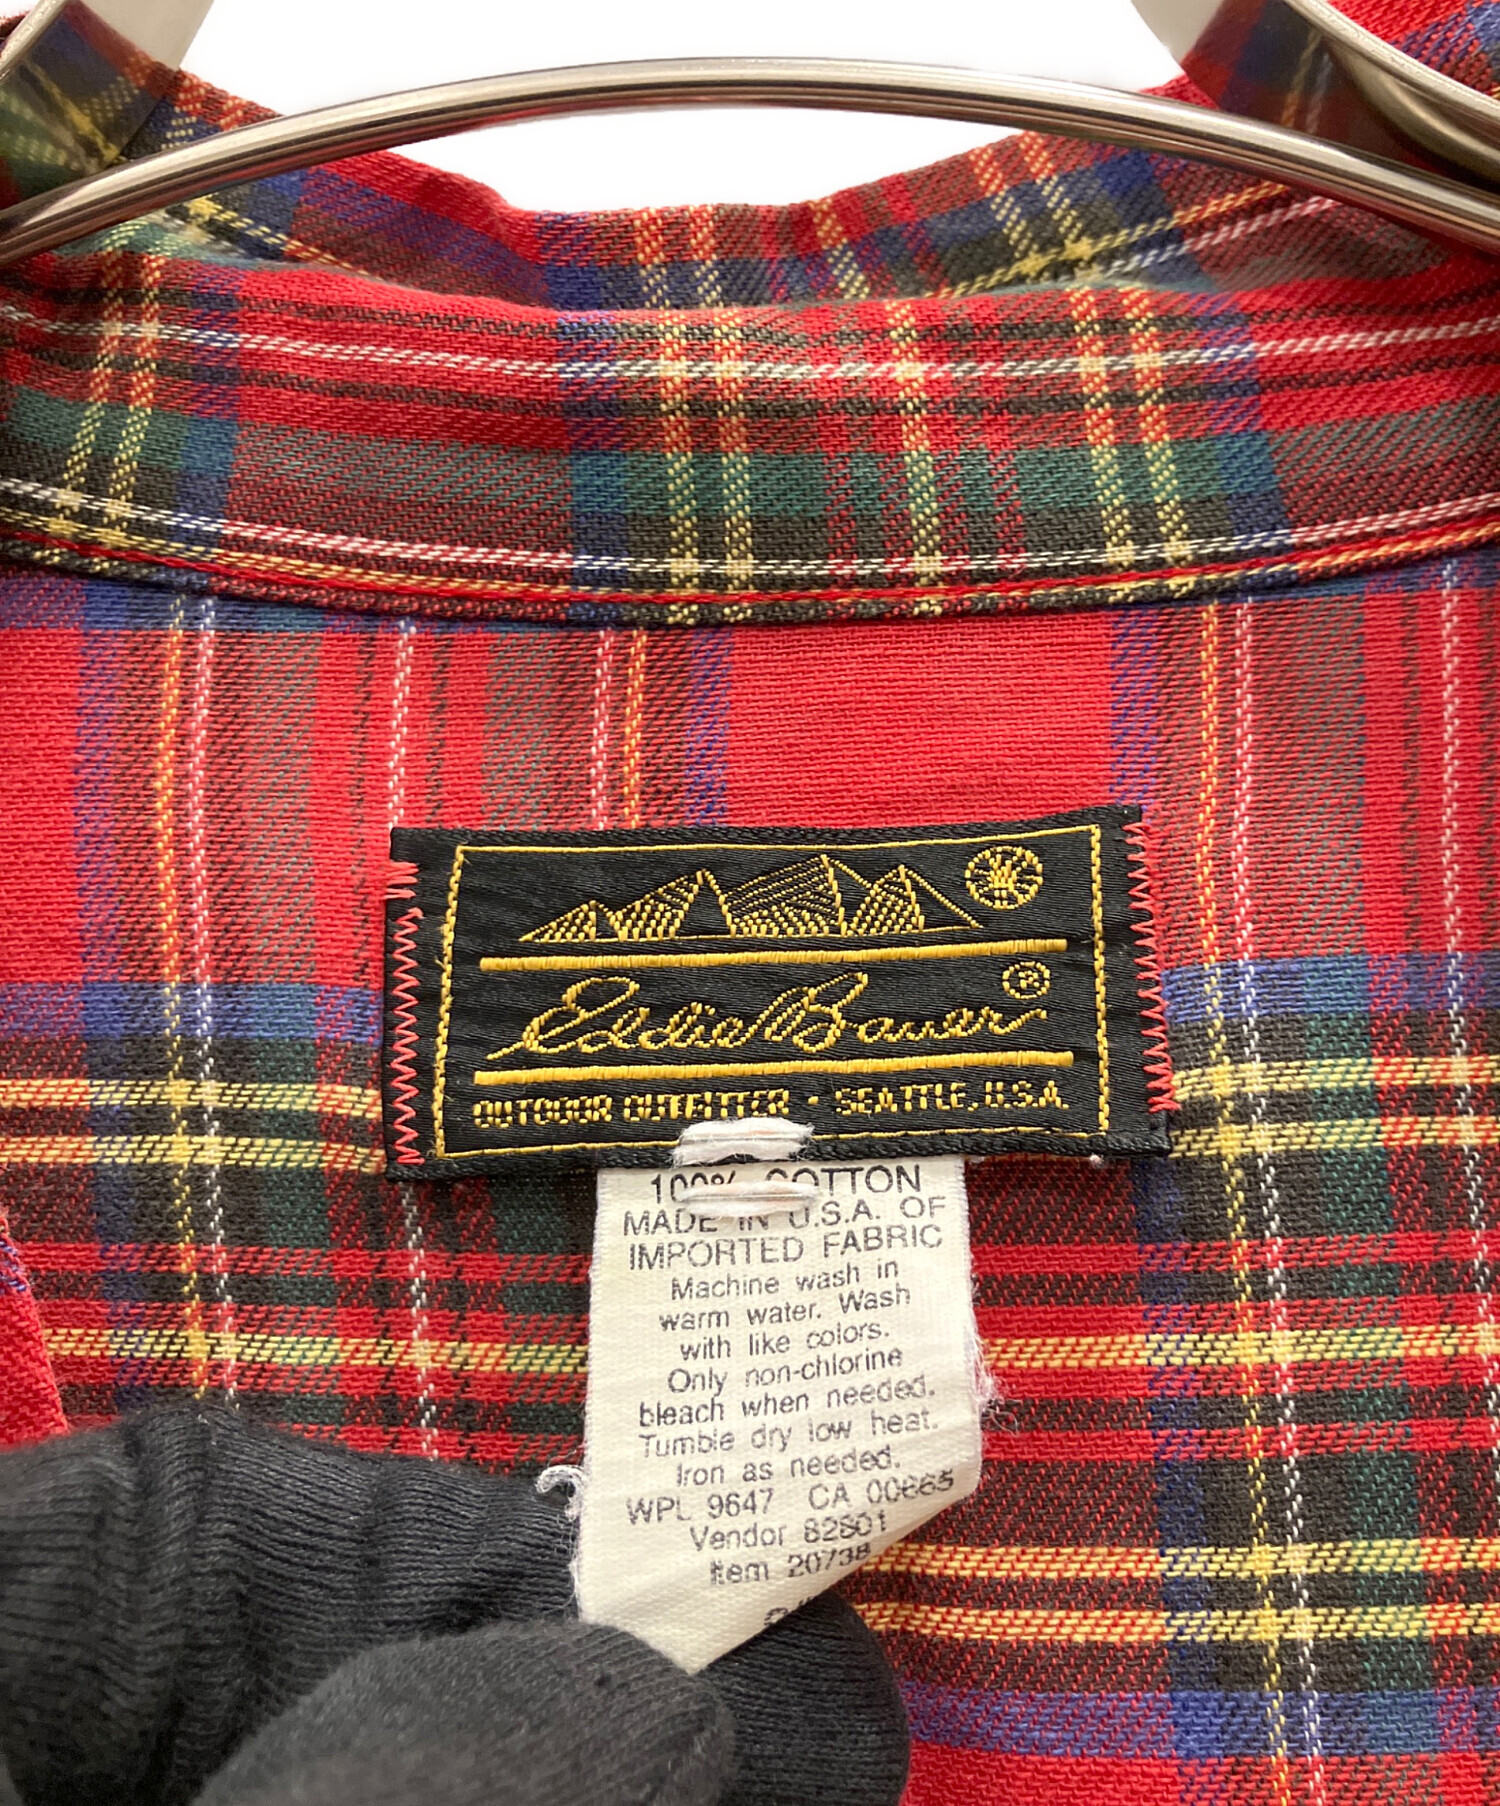 Eddie Bauer®
OUTDOOR OUTFITTER · SEATTLE, U.S.A.
100% COTTON
MADE IN U.S.A. OF
IMPORTED FABRIC
Machine wash in
warm water. Wash
with like colors.
Only non-chlorine
bleach when needed.
Tumble dry low heat.
Iron as needed.
WPL 9647 CA 00665
Vendor 82801
Item 20738